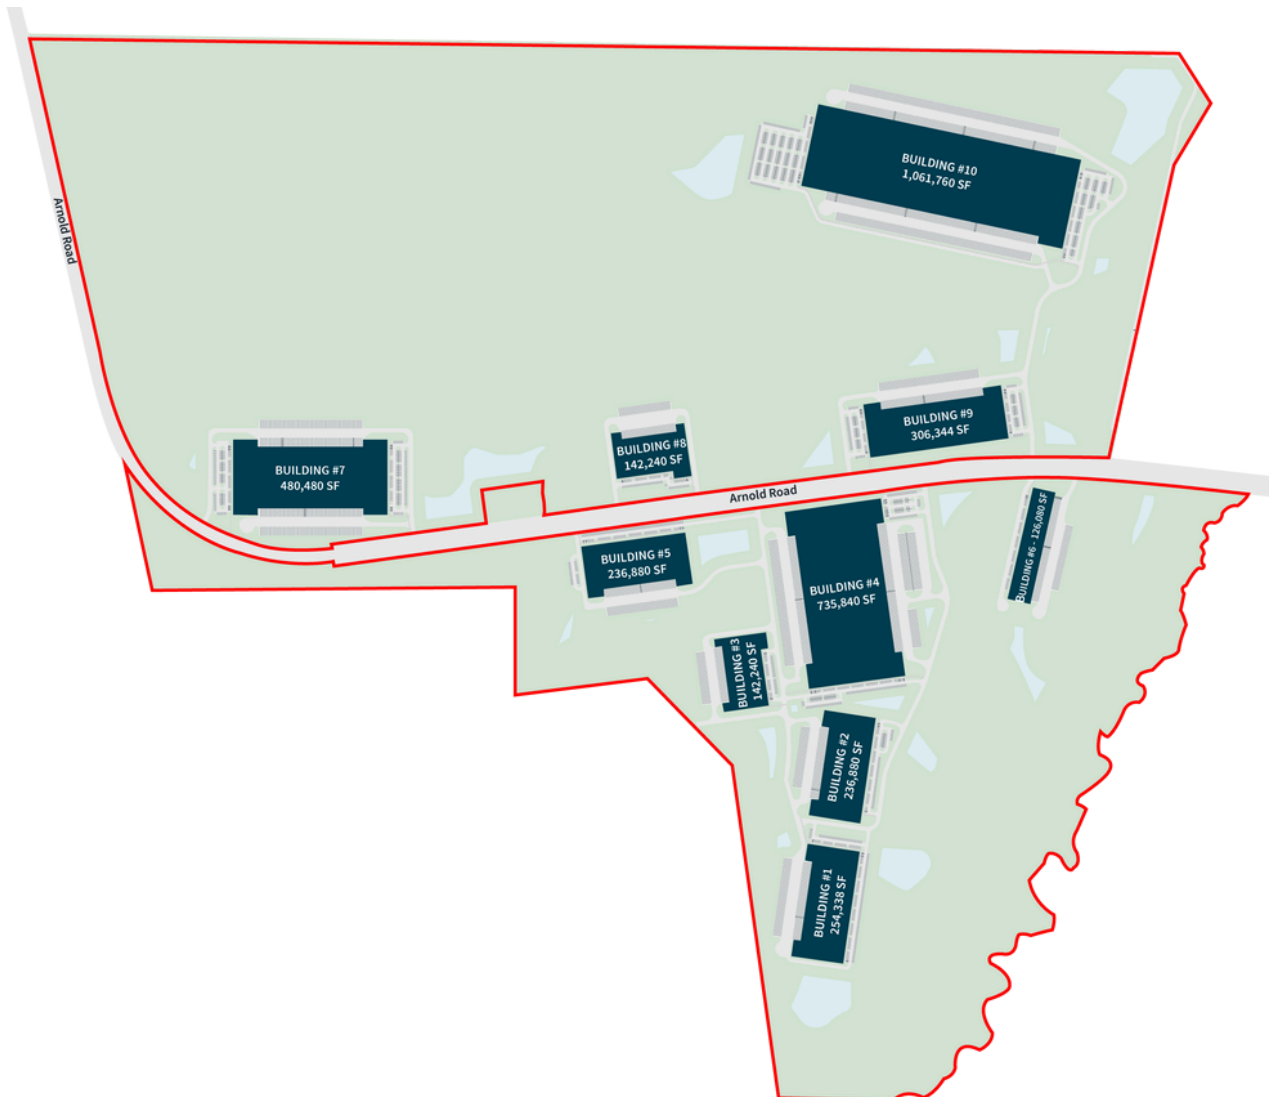 BUILDING #10
1,061,760 SF
Arnold Road
BUILDING #9
306,344 SF
BUILDING #8
142,240 SF
BUILDING #7
480,480 SF
Arnold Road
BUILDING #6 - 126,080 SF
BUILDING #5
236,880 SF
BUILDING #4
735,840 SF
BUILDING #3
142,240 SF
BUILDING #2
236,880 SF
BUILDING #1
254,338 SF